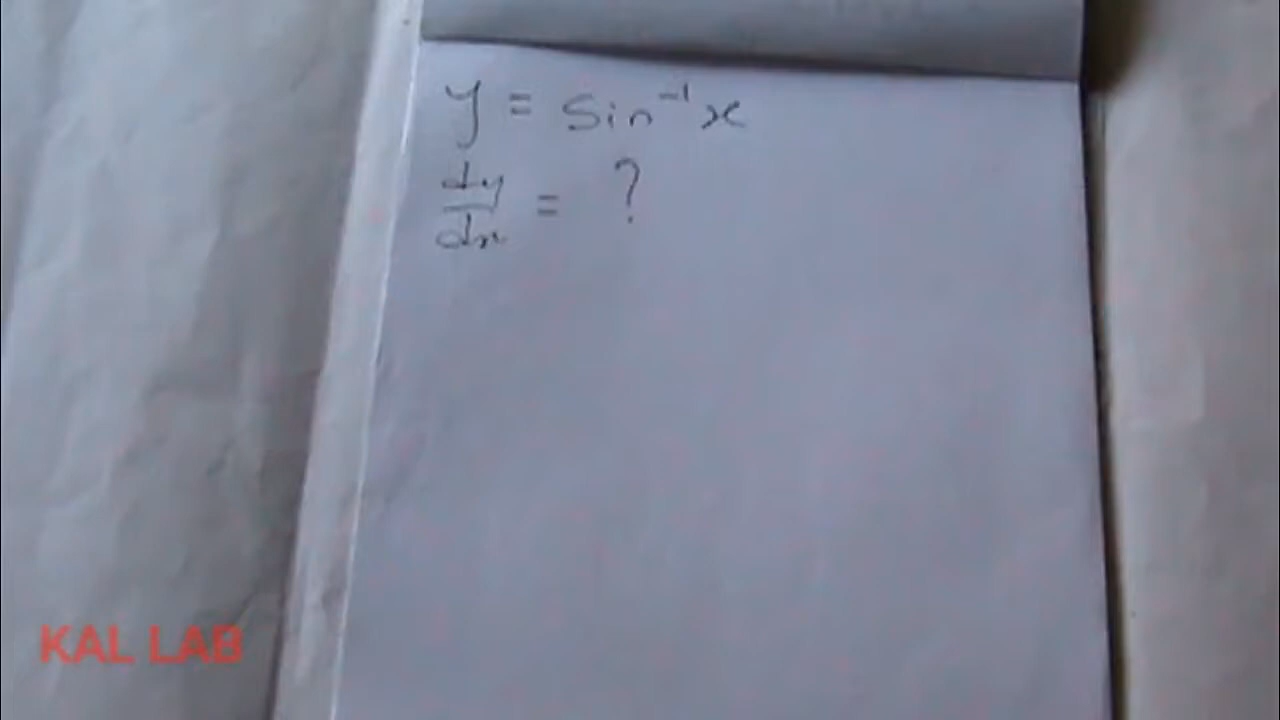 y = sin⁻¹x
dy/dx = ?
KAL LAB